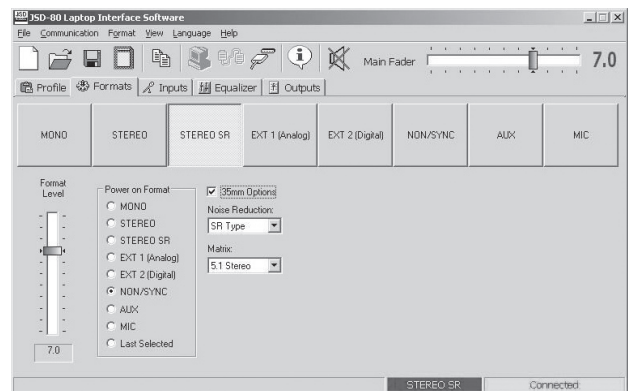 JSD-80 Laptop Interface Software
File Communication Format View Language Help
Main Fader 7.0
Profile Formats Inputs Equalizer Outputs
MONO STEREO STEREO SR EXT 1 (Analog) EXT 2 (Digital) NON/SYNC AUX MIC
Format
Level
7.0
Power on Format
MONO
STEREO
STEREO SR
EXT 1 (Analog)
EXT 2 (Digital)
NON/SYNC
AUX
MIC
Last Selected
35mm Options
Noise Reduction:
SR Type
Matrix:
5.1 Stereo
STEREO SR Connected